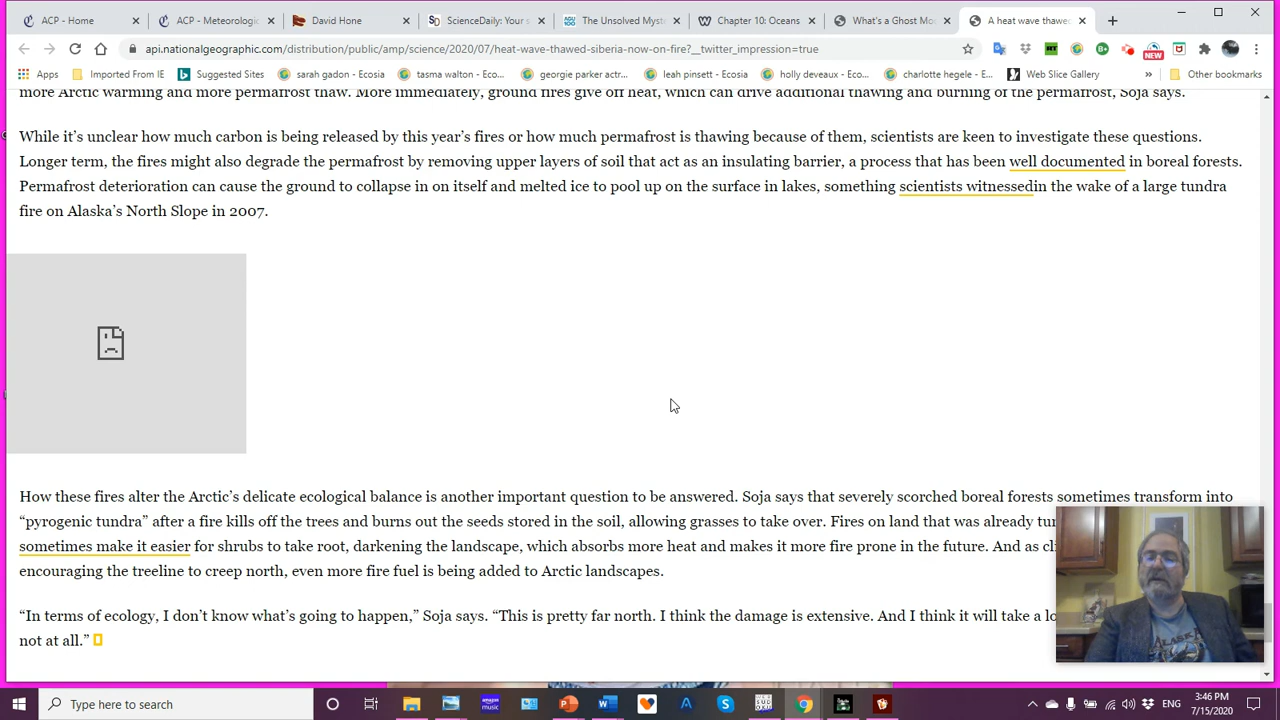 ACP - Home
ACP - Meteorologic
David Hone
ScienceDaily: Your s
The Unsolved Myst
Chapter 10: Oceans
What's a Ghost Moo
A heat wave thawed
api.nationalgeographic.com/distribution/public/amp/science/2020/07/heat-wave-thawed-siberia-now-on-fire?__twitter_impression=true
NEW
Apps
Imported From IE
Suggested Sites
sarah gadon - Ecosia
tasma walton - Eco...
georgie parker actr...
leah pinsett - Ecosia
holly deveaux - Eco...
charlotte hegele - E...
Web Slice Gallery
»
Other bookmarks
more Arctic warming and more permafrost thaw. More immediately, ground fires give off heat, which can drive additional thawing and burning of the permafrost, Soja says.
While it's unclear how much carbon is being released by this year's fires or how much permafrost is thawing because of them, scientists are keen to investigate these questions.
Longer term, the fires might also degrade the permafrost by removing upper layers of soil that act as an insulating barrier, a process that has been well documented in boreal forests.
Permafrost deterioration can cause the ground to collapse in on itself and melted ice to pool up on the surface in lakes, something scientists witnessedin the wake of a large tundra
fire on Alaska's North Slope in 2007.
How these fires alter the Arctic's delicate ecological balance is another important question to be answered. Soja says that severely scorched boreal forests sometimes transform into
“pyrogenic tundra” after a fire kills off the trees and burns out the seeds stored in the soil, allowing grasses to take over. Fires on land that was already tu
sometimes make it easier for shrubs to take root, darkening the landscape, which absorbs more heat and makes it more fire prone in the future. And as cl
encouraging the treeline to creep north, even more fire fuel is being added to Arctic landscapes.
“In terms of ecology, I don't know what's going to happen,” Soja says. “This is pretty far north. I think the damage is extensive. And I think it will take a lo
not at all.”
ALASKA
Type here to search
ENG
3:46 PM
7/15/2020